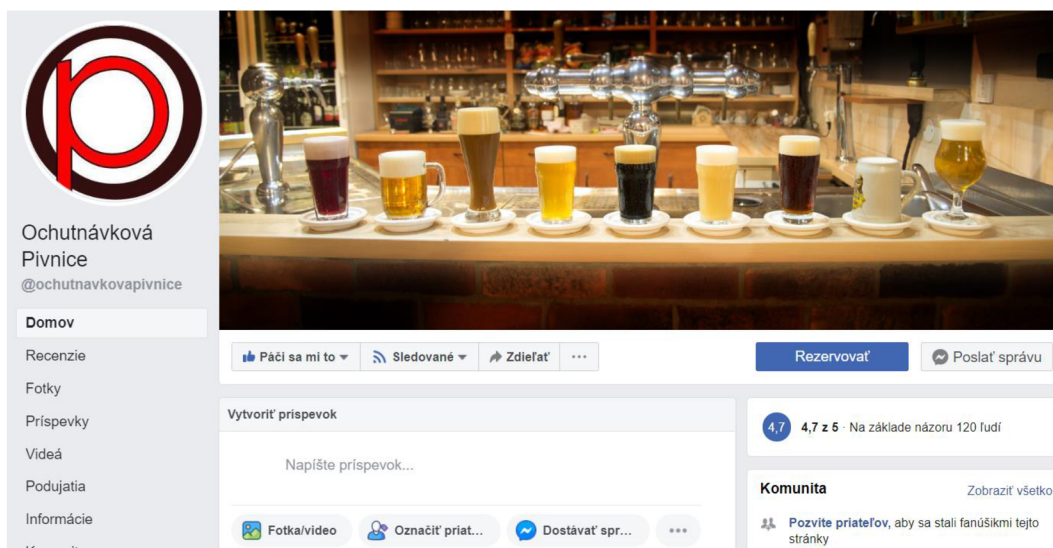 Ochutnávková
Pivnice
@ochutnavkovapivnice
Domov
Recenzie
Fotky
Príspevky
Videá
Podujatia
Informácie
Páči sa mi to
Sledované
Zdieľať
Rezervovať
Poslať správu
Vytvoriť príspevok
Napíšte príspevok...
Fotka/video
Označiť priat...
Dostávať spr...
4,7
4,7 z 5 · Na základe názoru 120 ľudí
Komunita
Zobraziť všetko
Pozvite priateľov, aby sa stali fanúšikmi tejto
stránky